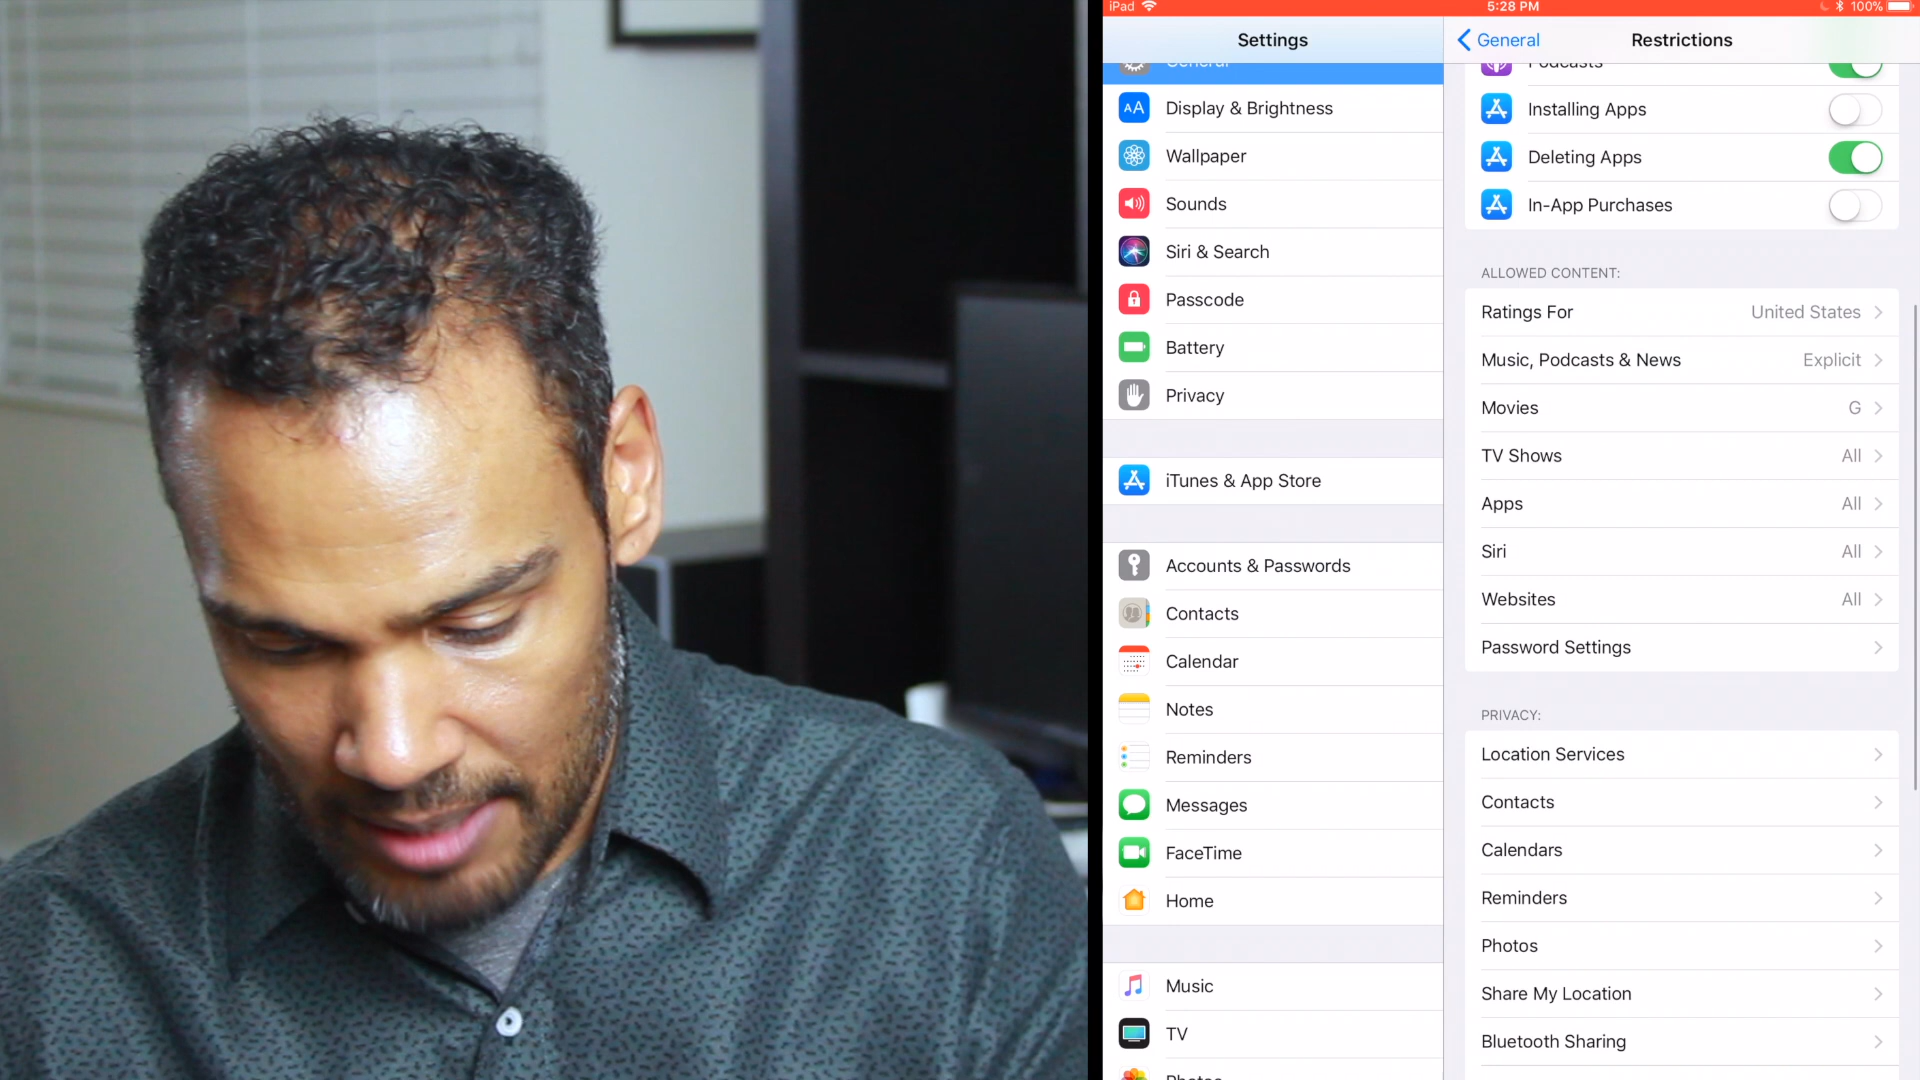 iPad 5:28 PM 100%
Settings
General
Display & Brightness
Wallpaper
Sounds
Siri & Search
Passcode
Battery
Privacy
iTunes & App Store
Accounts & Passwords
Contacts
Calendar
Notes
Reminders
Messages
FaceTime
Home
Music
TV
Photos
General Restrictions
Podcasts
Installing Apps
Deleting Apps
In-App Purchases
ALLOWED CONTENT:
Ratings For United States
Music, Podcasts & News Explicit
Movies G
TV Shows All
Apps All
Siri All
Websites All
Password Settings
PRIVACY:
Location Services
Contacts
Calendars
Reminders
Photos
Share My Location
Bluetooth Sharing